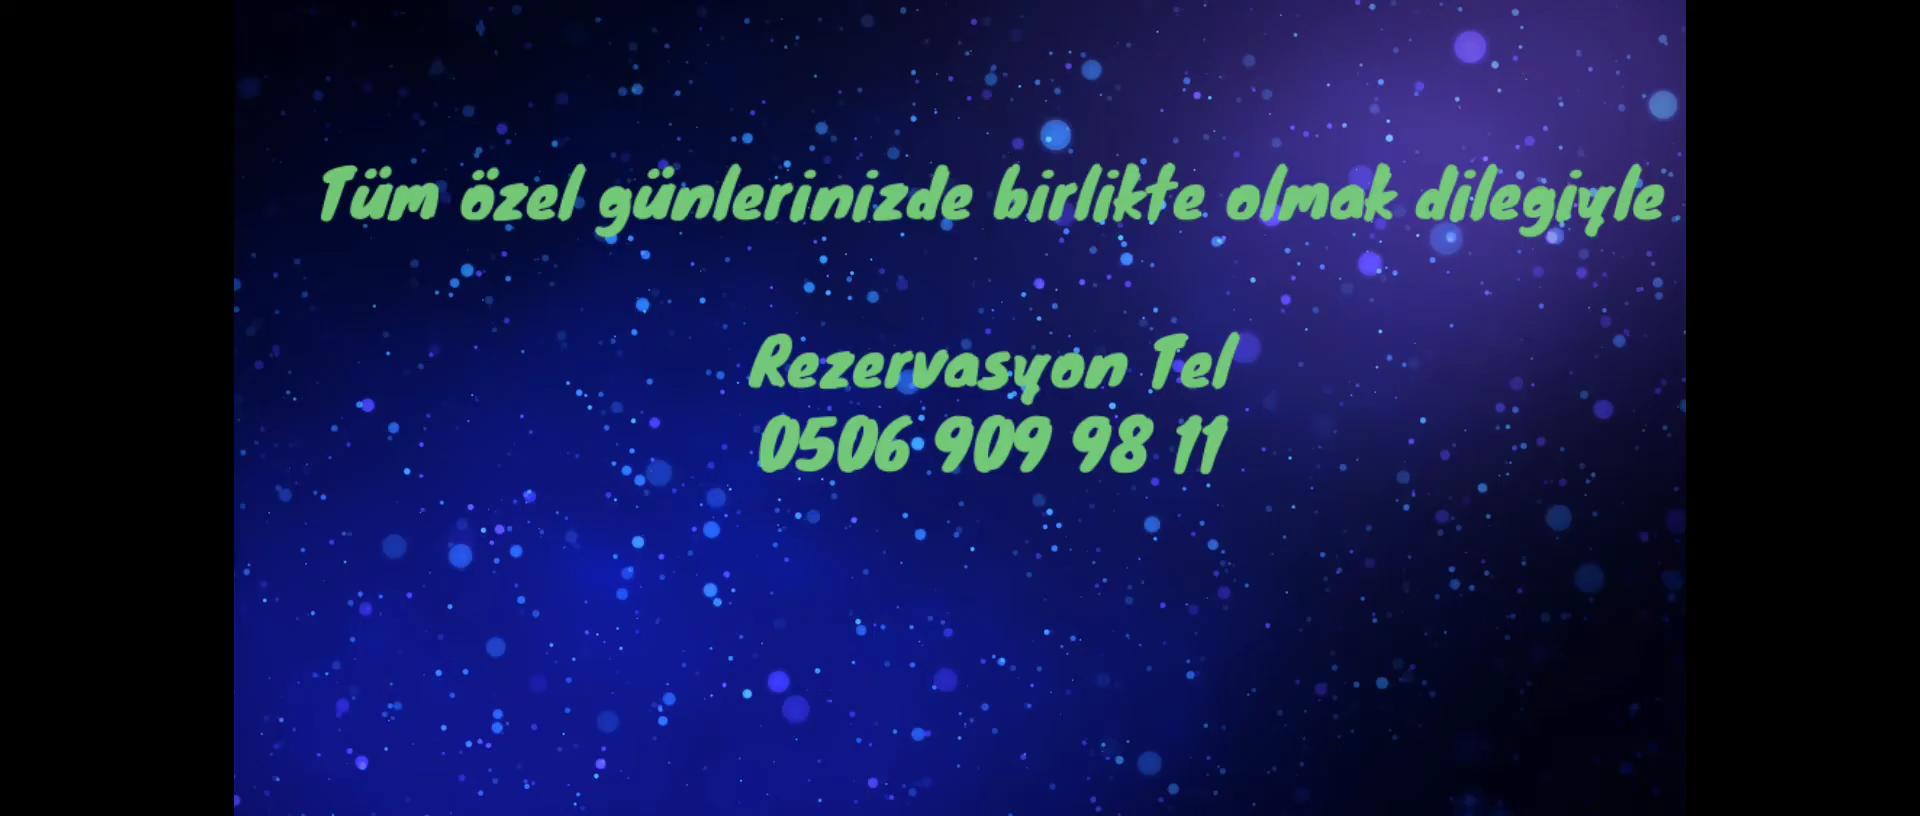 Tüm özel günlerinizde birlikte olmak dilegiyle
Rezervasyon Tel
0506 909 98 11